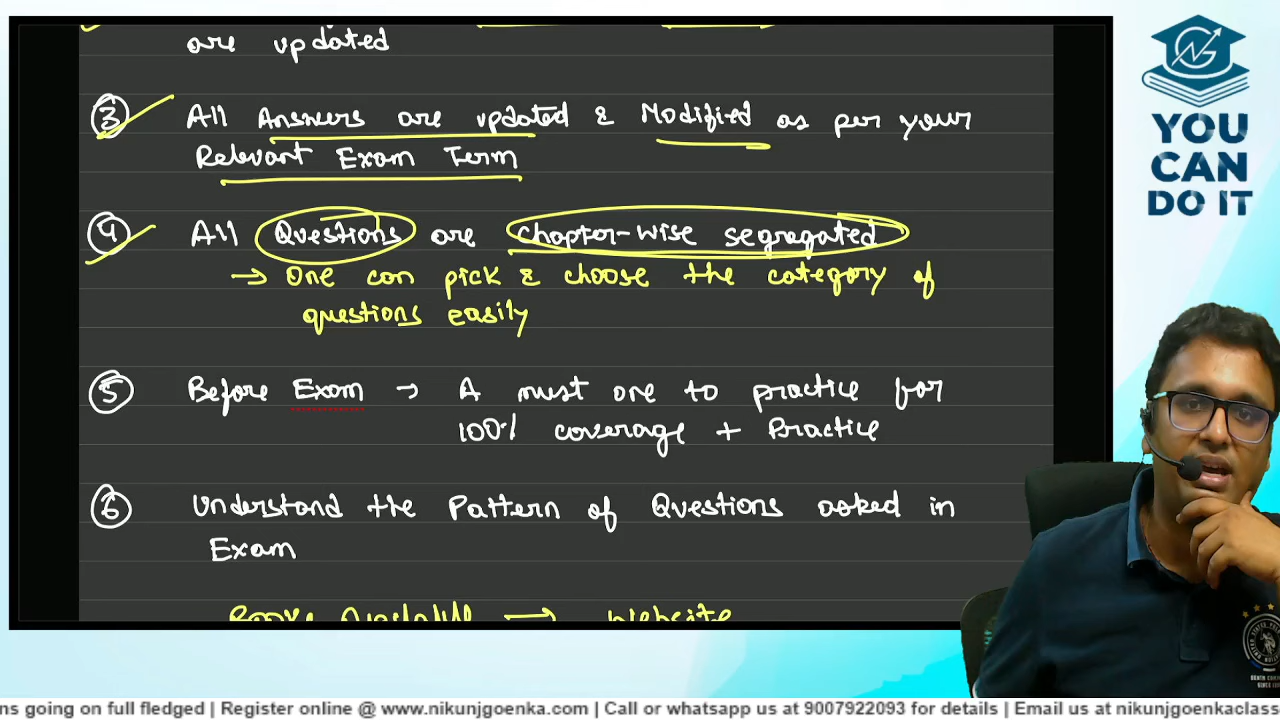 are updated
③ All Answers are updated & Modified as per your
Relevant Exam Term
④ All Questions are chapter-wise segregated
→ One can pick & choose the category of
questions easily
⑤ Before Exam → A must one to practice for
100% coverage + Practice
⑥ Understand the Pattern of Questions asked in
Exam
→ Website
NG
YOU
CAN
DO IT
ns going on full fledged | Register online @ www.nikunjgoenka.com | Call or whatsapp us at 9007922093 for details | Email us at nikunjgoenkaclass